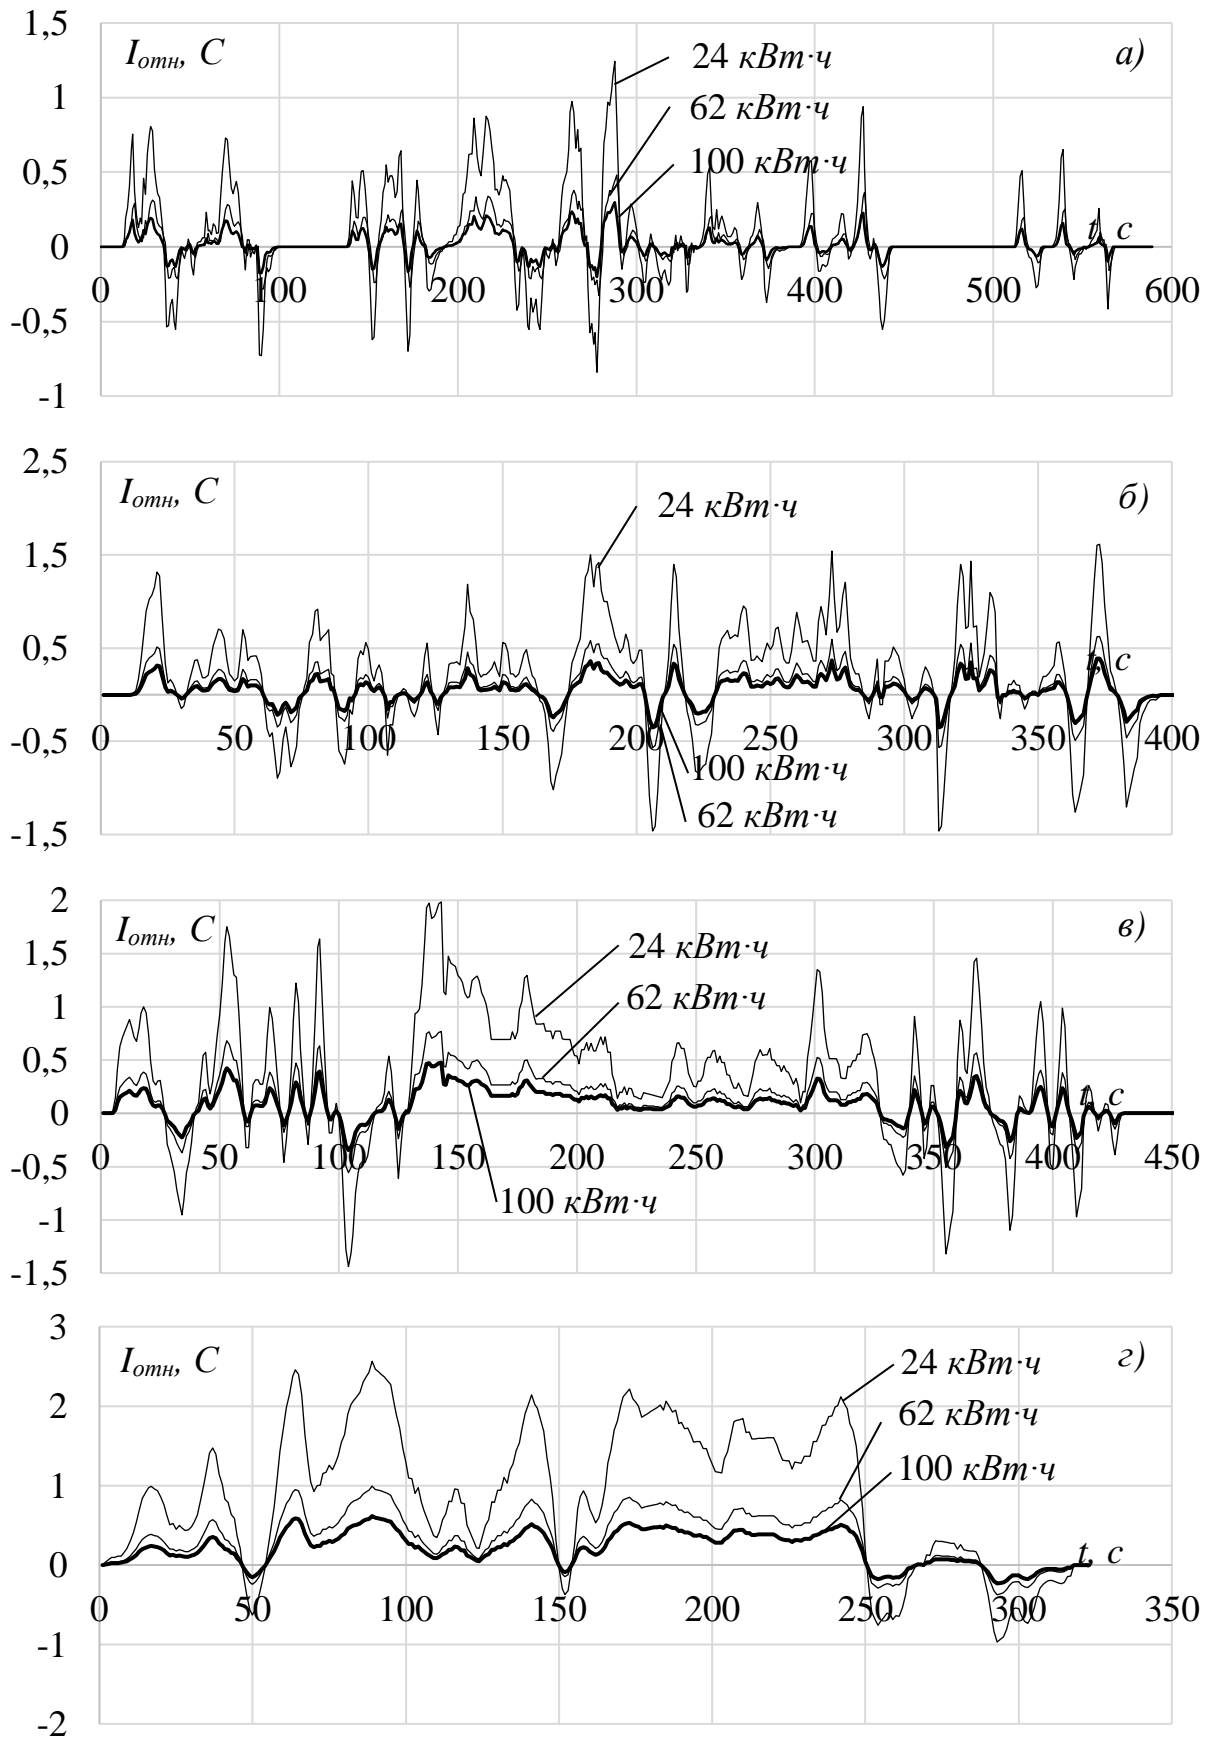 1,5
I_отн, C
24 кВт·ч
а)
1
62 кВт·ч
0,5
100 кВт·ч
0
t, c
0 100 200 300 400 500 600
-0,5
-1
2,5
I_отн, C
24 кВт·ч
б)
1,5
0,5
t, c
-0,5
0 50 100 150 200 250 300 350 400
100 кВт·ч
62 кВт·ч
-1,5
2
I_отн, C
24 кВт·ч
в)
1,5
62 кВт·ч
1
0,5
0
t, c
0 50 100 150 200 250 300 350 400 450
-0,5
100 кВт·ч
-1
-1,5
3
I_отн, C
24 кВт·ч
г)
2
62 кВт·ч
100 кВт·ч
1
0
t, c
0 50 100 150 200 250 300 350
-1
-2